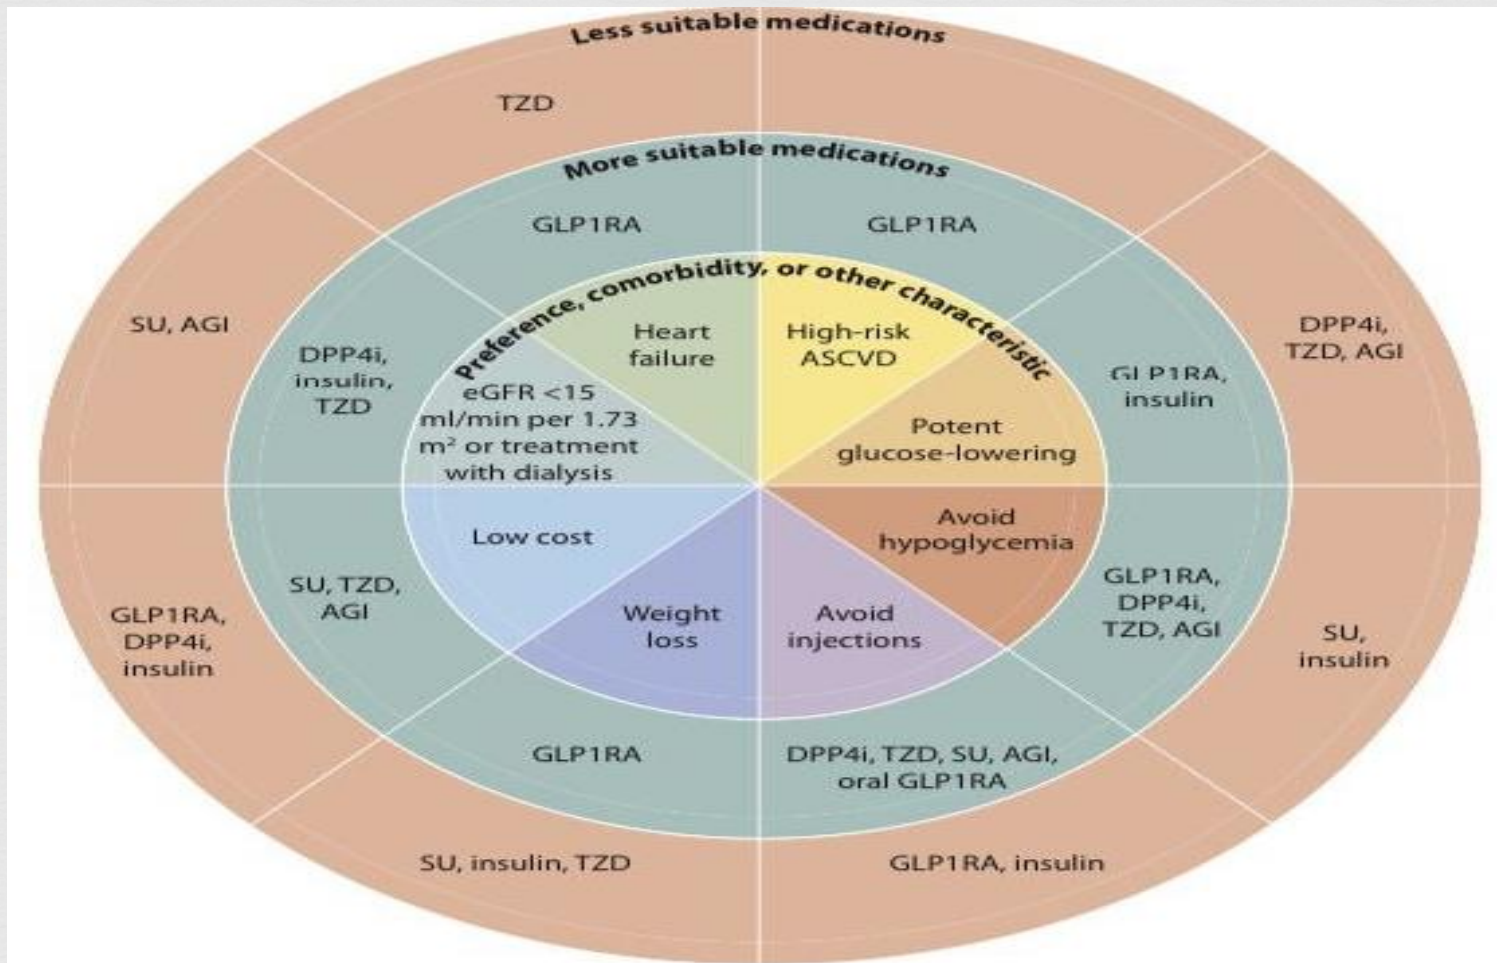 Less suitable medications
TZD
More suitable medications
GLP1RA
GLP1RA
Preference, comorbidity, or other characteristic
Heart
failure
High-risk
ASCVD
SU, AGI
DPP4i,
TZD, AGI
DPP4i,
insulin,
TZD
GLP1RA,
insulin
eGFR <15
ml/min per 1.73
m² or treatment
with dialysis
Potent
glucose-lowering
Low cost
Avoid
hypoglycemia
SU, TZD,
AGI
GLP1RA,
DPP4i,
TZD, AGI
GLP1RA,
DPP4i,
insulin
Weight
loss
Avoid
injections
SU,
insulin
GLP1RA
DPP4i, TZD, SU, AGI,
oral GLP1RA
SU, insulin, TZD
GLP1RA, insulin